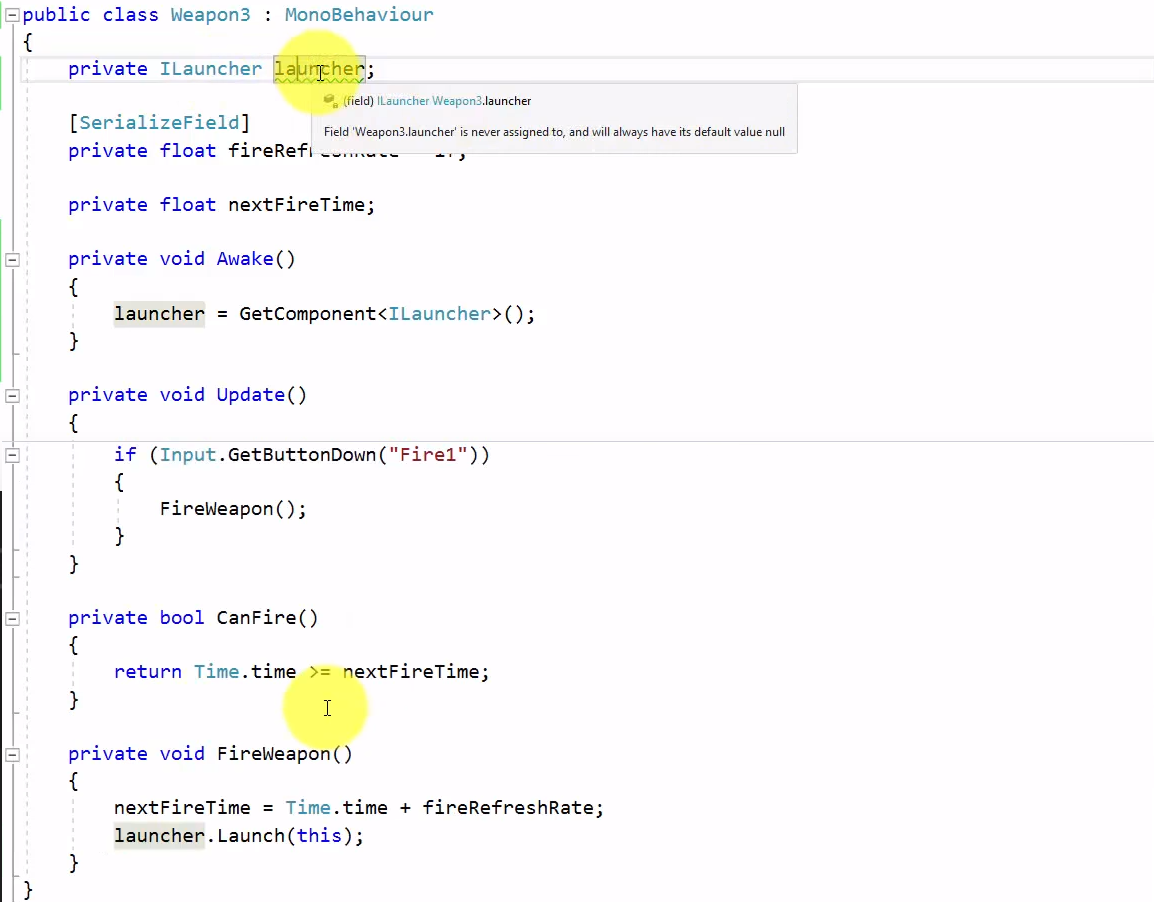 public class Weapon3 : MonoBehaviour
{
private ILauncher launcher;
(field) ILauncher Weapon3.launcher
Field 'Weapon3.launcher' is never assigned to, and will always have its default value null
[SerializeField]
private float
private float nextFireTime;
private void Awake()
{
launcher = GetComponent<ILauncher>();
}
private void Update()
{
if (Input.GetButtonDown("Fire1"))
{
FireWeapon();
}
}
private bool CanFire()
{
return Time.time >= nextFireTime;
}
private void FireWeapon()
{
nextFireTime = Time.time + fireRefreshRate;
launcher.Launch(this);
}
}